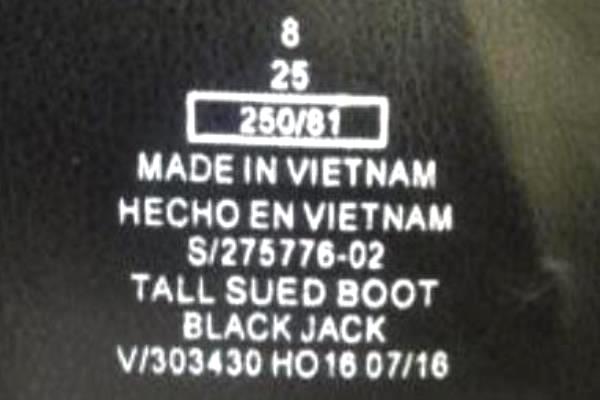 8
25
250/81
MADE IN VIETNAM
HECHO EN VIETNAM
S/275776-02
TALL SUED BOOT
BLACK JACK
V/303430 HO16 07/16